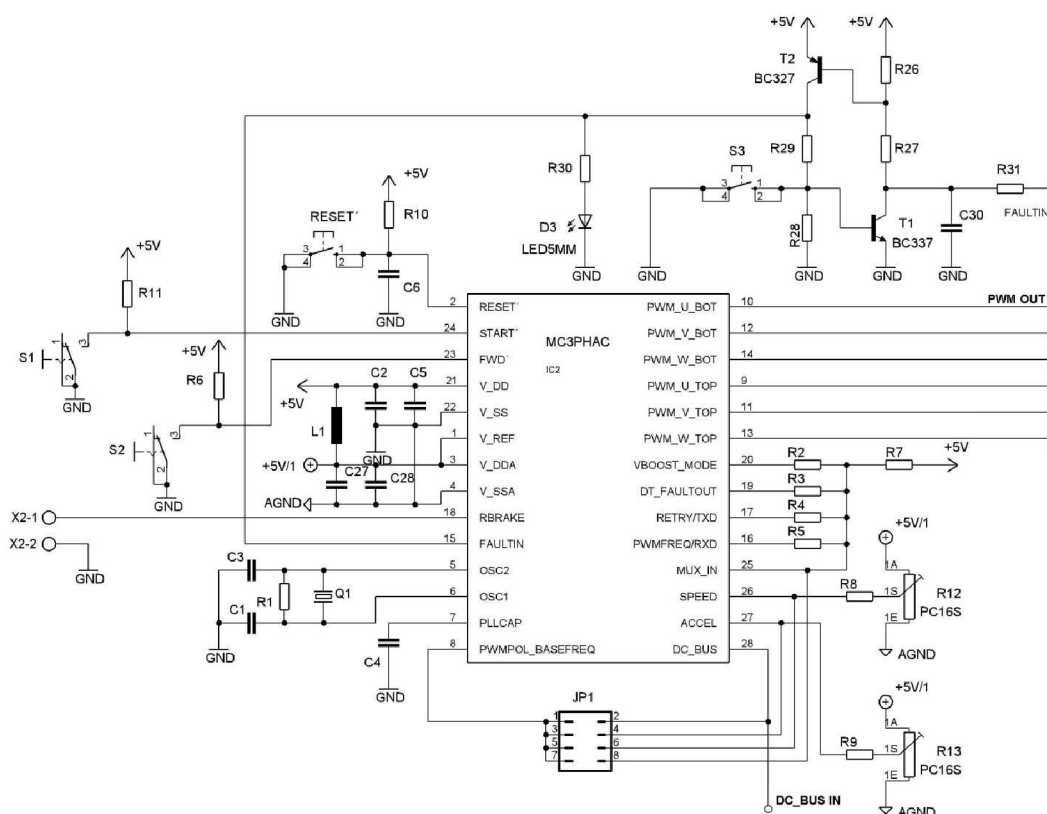 +5V
+5V
T2
BC327
R26
R29
R27
R30
S3
3
4
1
2
R31
FAULTIN
D3
LED5MM
R28
T1
BC337
C30
GND
GND
GND
GND
GND
+5V
R10
RESET´
3
4
1
2
C6
GND
GND
+5V
R11
S1
1
2
3
GND
+5V
R6
S2
1
2
3
GND
MC3PHAC
IC2
2 RESET´
24 START´
23 FWD´
21 V_DD
22 V_SS
1 V_REF
3 V_DDA
4 V_SSA
18 RBRAKE
15 FAULTIN
5 OSC2
6 OSC1
7 PLLCAP
8 PWMPOL_BASEFREQ
PWM_U_BOT 10
PWM_V_BOT 12
PWM_W_BOT 14
PWM_U_TOP 9
PWM_V_TOP 11
PWM_W_TOP 13
VBOOST_MODE 20
DT_FAULTOUT 19
RETRY/TXD 17
PWMFREQ/RXD 16
MUX_IN 25
SPEED 26
ACCEL 27
DC_BUS 28
PWM OUT
+5V
C2
C5
L1
GND
+5V/1
C27
C28
AGND
X2-1
X2-2
GND
C3
C1
R1
Q1
GND
C4
GND
R2
R3
R4
R5
R7
+5V
+5V/1
1A
1S
1E
R8
R12
PC16S
AGND
+5V/1
1A
1S
1E
R9
R13
PC16S
AGND
JP1
1 2
3 4
5 6
7 8
DC_BUS IN